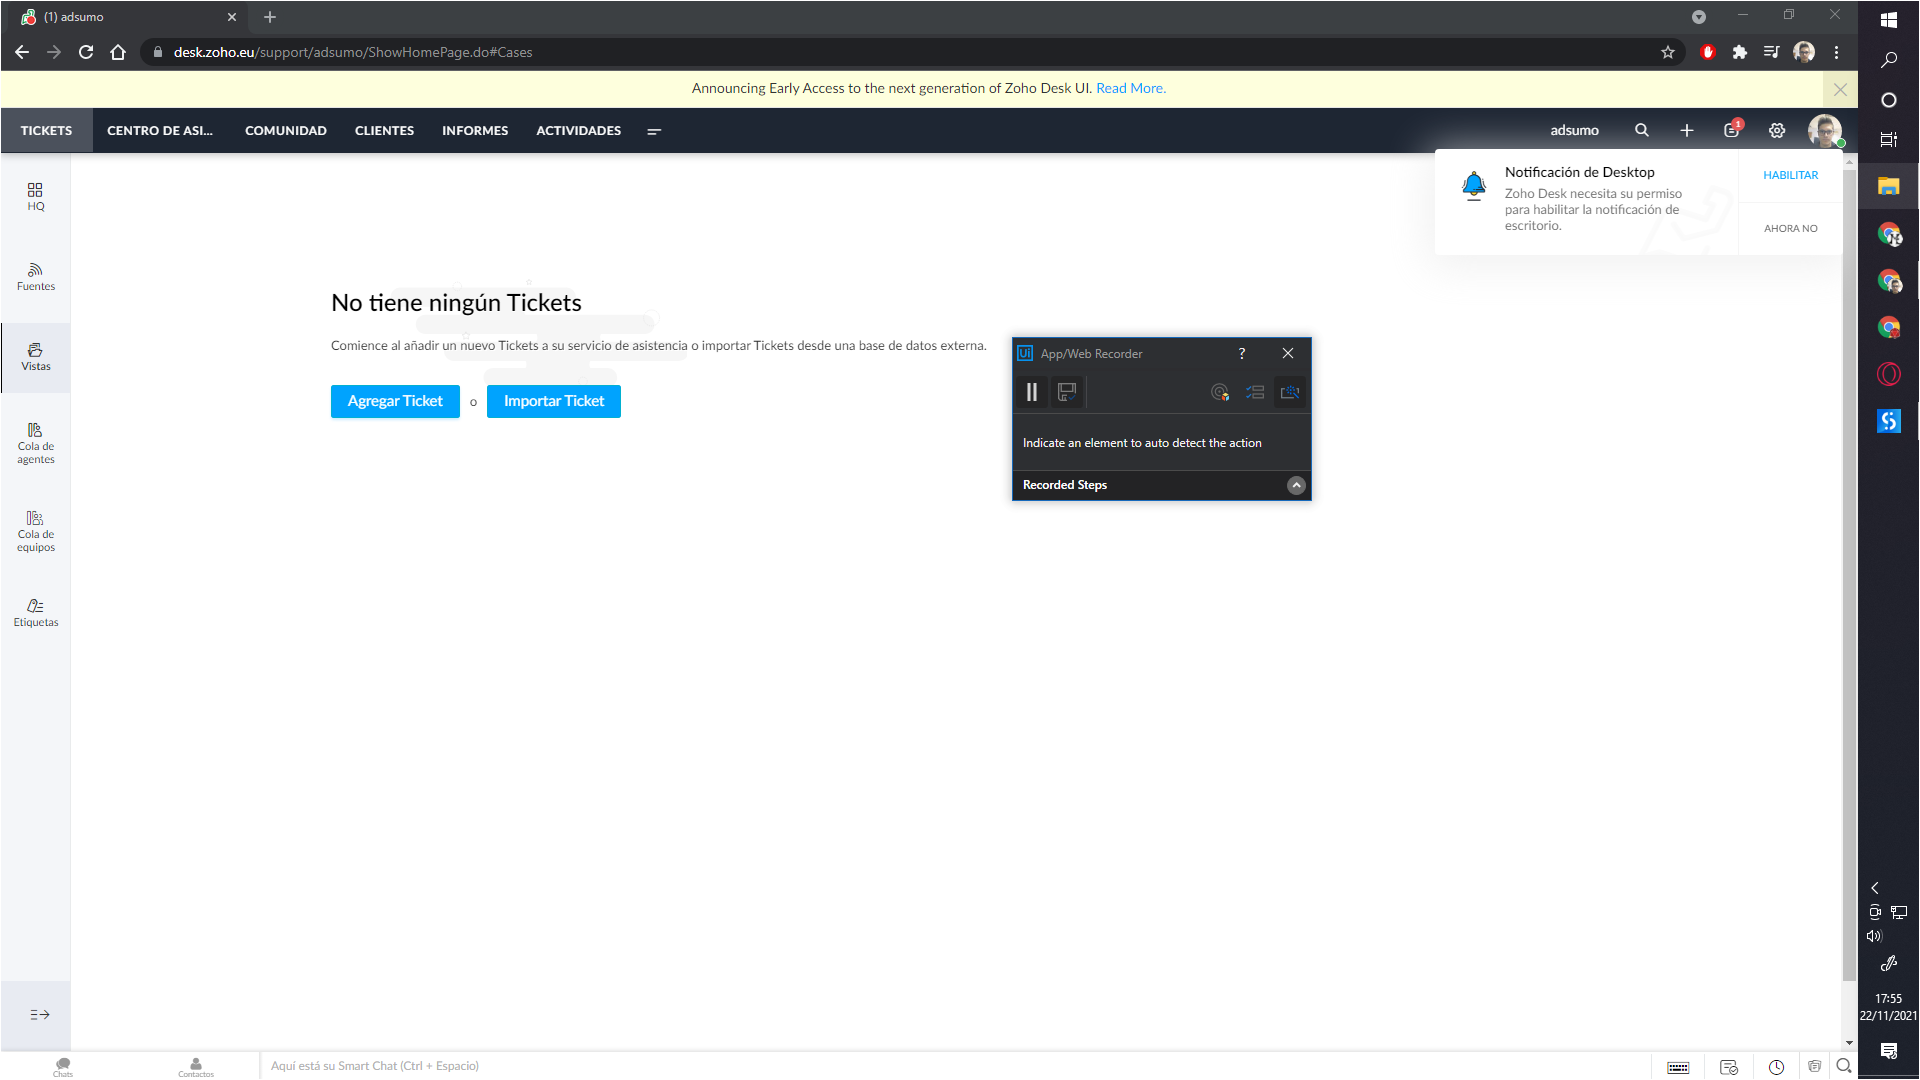 (1) adsumo
desk.zoho.eu/support/adsumo/ShowHomePage.do#Cases
Announcing Early Access to the next generation of Zoho Desk UI. Read More.
TICKETS
CENTRO DE ASI...
COMUNIDAD
CLIENTES
INFORMES
ACTIVIDADES
adsumo
1
Notificación de Desktop
Zoho Desk necesita su permiso
para habilitar la notificación de
escritorio.
HABILITAR
AHORA NO
HQ
Fuentes
Vistas
Cola de
agentes
Cola de
equipos
Etiquetas
No tiene ningún Tickets
Comience al añadir un nuevo Tickets a su servicio de asistencia o importar Tickets desde una base de datos externa.
Agregar Ticket
o
Importar Ticket
Ui
App/Web Recorder
?
Indicate an element to auto detect the action
Recorded Steps
17:55
22/11/2021
Chats
Contactos
Aquí está su Smart Chat (Ctrl + Espacio)